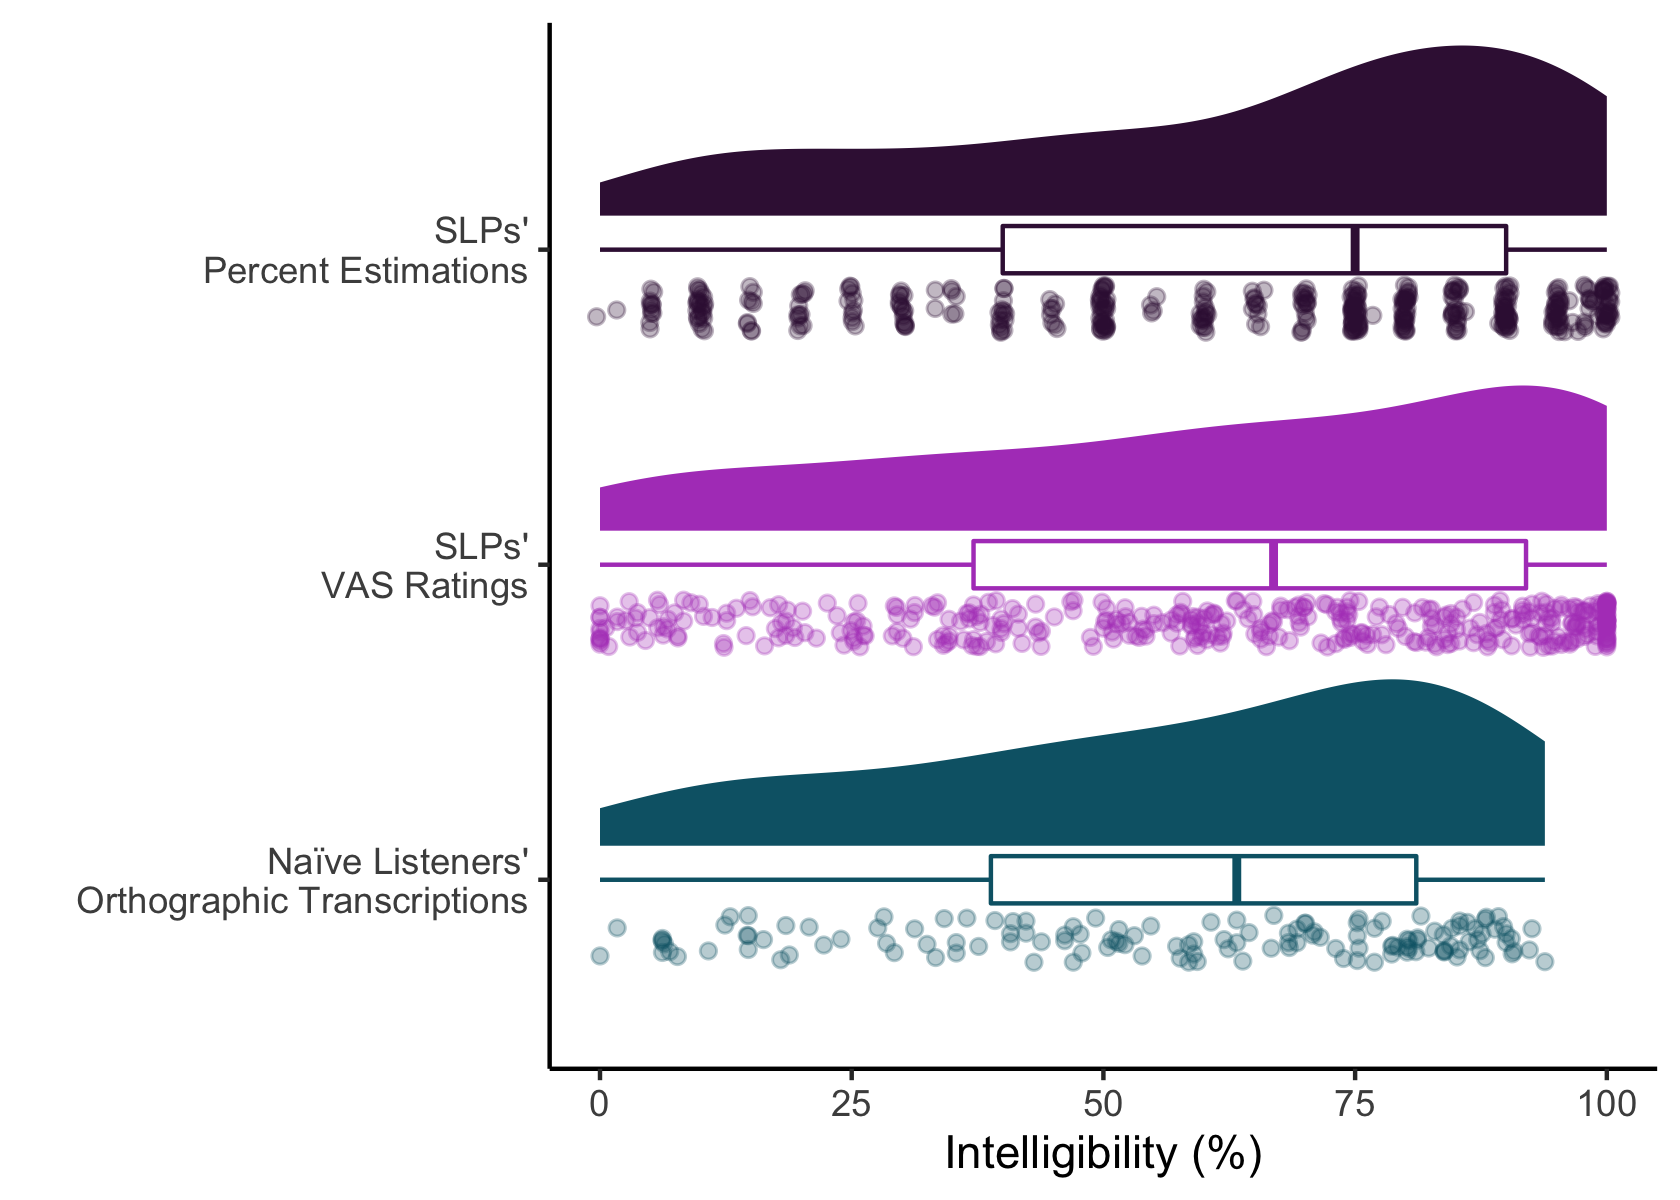 SLPs'
Percent Estimations
SLPs'
VAS Ratings
Naïve Listeners'
Orthographic Transcriptions
0 25 50 75 100
Intelligibility (%)